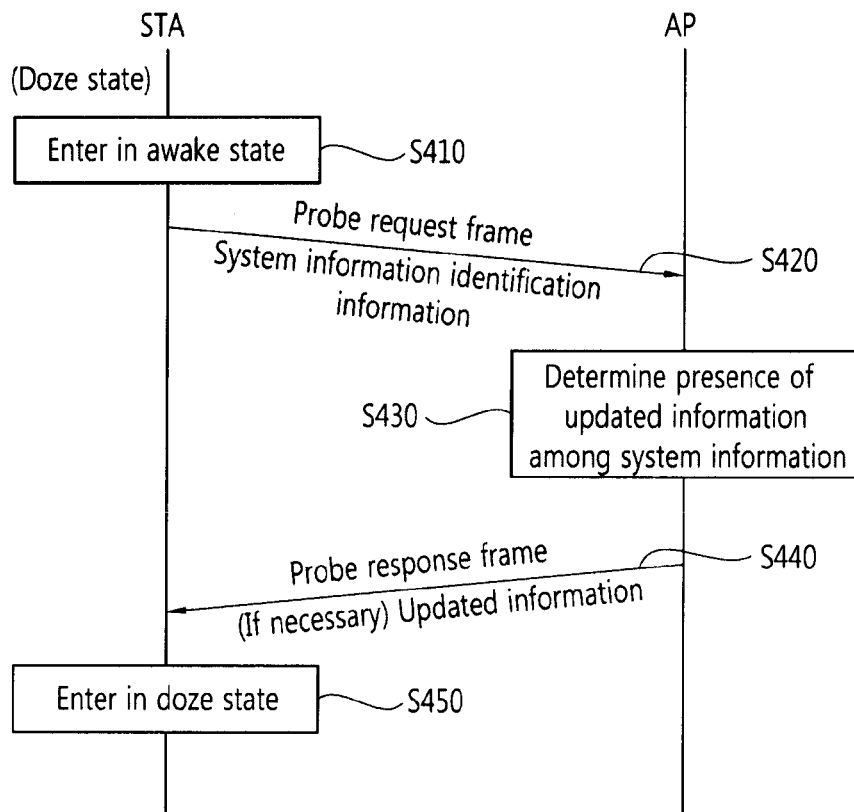 STA
AP
(Doze state)
Enter in awake state
S410
Probe request frame
System information identification
information
S420
Determine presence of
updated information
among system information
S430
Probe response frame
(If necessary) Updated information
S440
Enter in doze state
S450